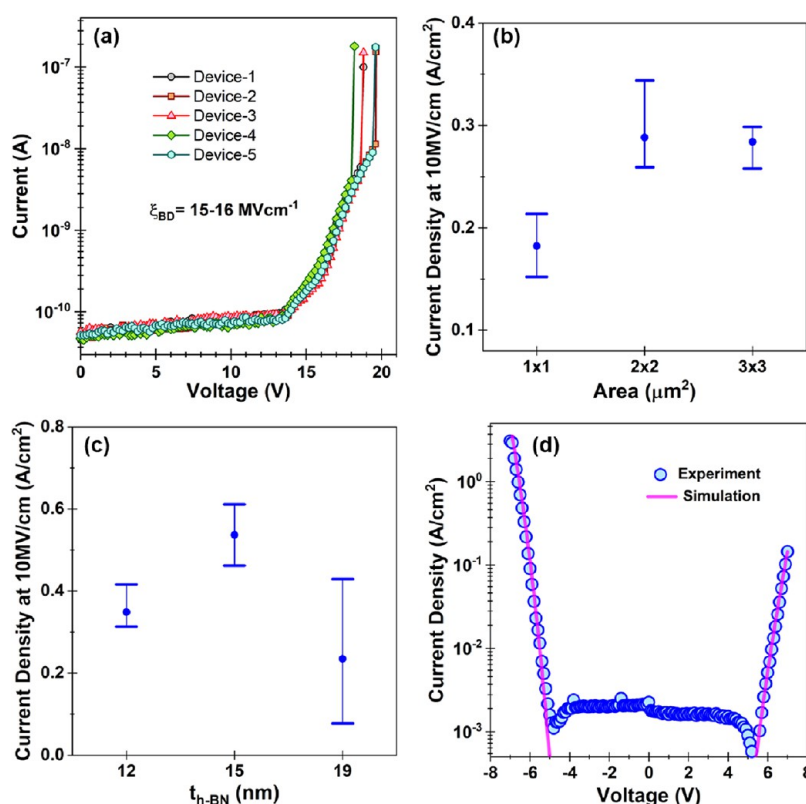 (a)
10⁻⁷
10⁻⁸
10⁻⁹
10⁻¹⁰
Current (A)
Device-1
Device-2
Device-3
Device-4
Device-5
ξBD= 15-16 MVcm⁻¹
0 5 10 15 20
Voltage (V)
(b)
0.4
0.3
0.2
0.1
Current Density at 10MV/cm (A/cm²)
1x1 2x2 3x3
Area (μm²)
(c)
0.8
0.6
0.4
0.2
0.0
Current Density at 10MV/cm (A/cm²)
12 15 19
t h-BN (nm)
(d)
10⁰
10⁻¹
10⁻²
10⁻³
Current Density (A/cm²)
Experiment
Simulation
-8 -6 -4 -2 0 2 4 6 8
Voltage (V)